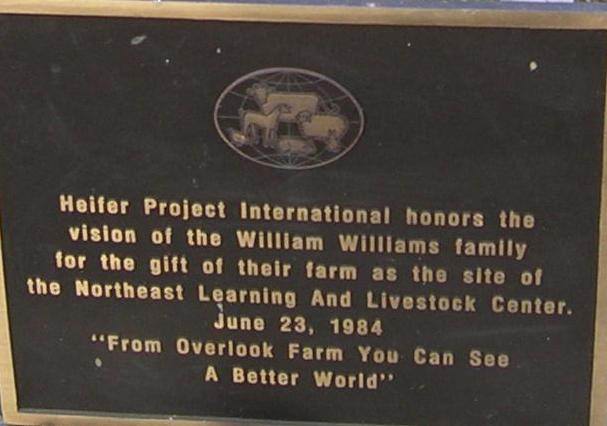 Heifer Project International honors the
vision of the William Williams family
for the gift of their farm as the site of
the Northeast Learning And Livestock Center.
June 23, 1984
"From Overlook Farm You Can See
A Better World"